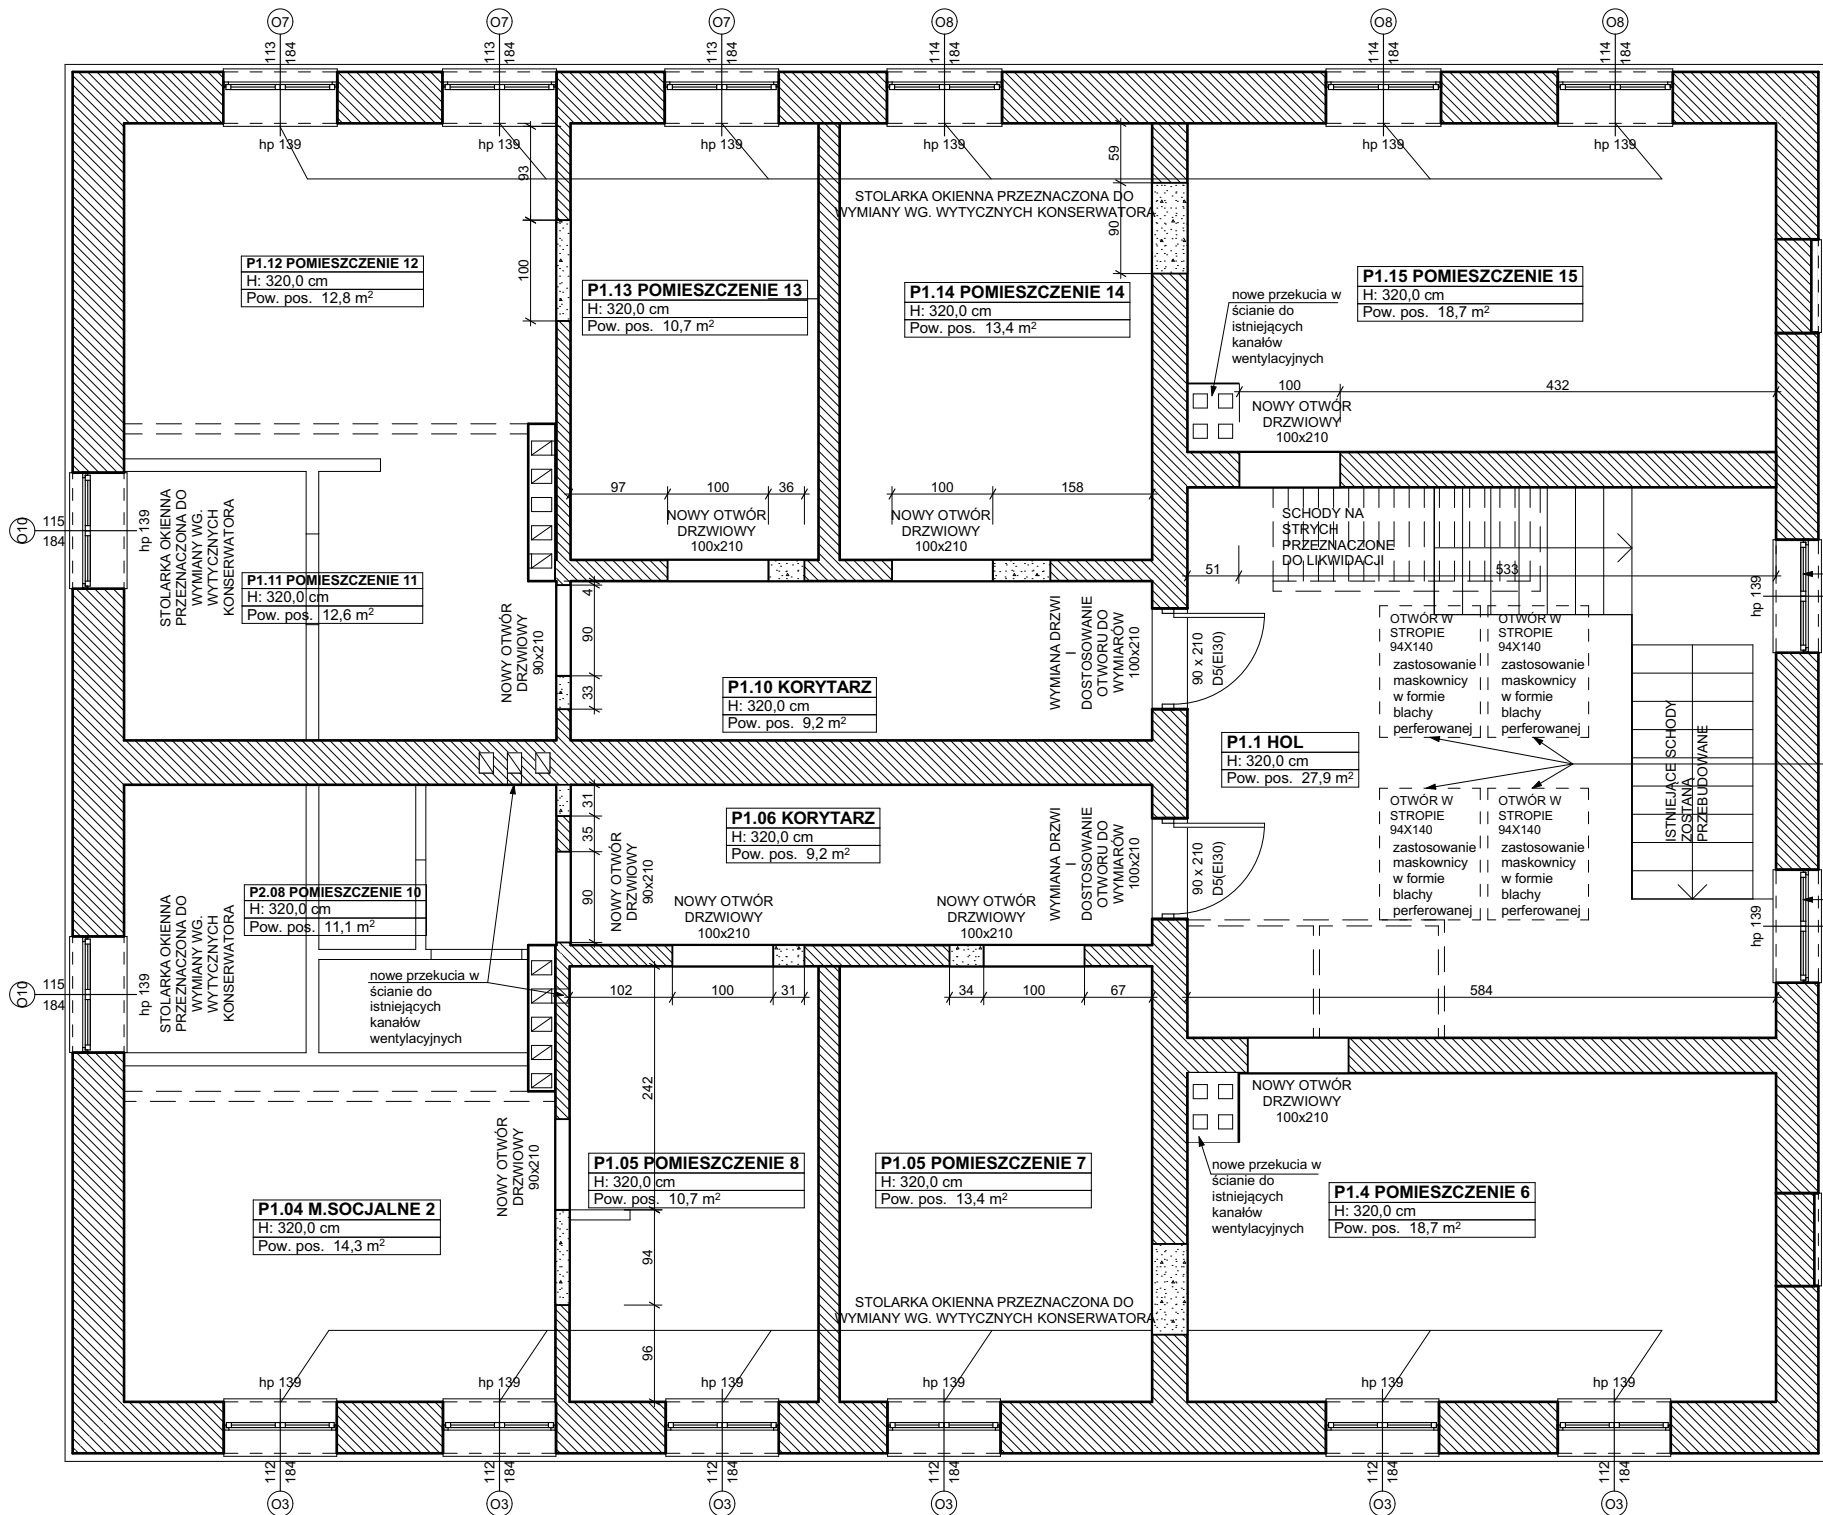 O7
O7
O7
O8
O8
O8
113
184
113
184
113
184
114
184
114
184
114
184
hp 139
hp 139
hp 139
hp 139
hp 139
hp 139
93
100
59
90
STOLARKA OKIENNA PRZEZNACZONA DO
WYMIANY WG. WYTYCZNYCH KONSERWATORA
P1.12 POMIESZCZENIE 12
H: 320,0 cm
Pow. pos. 12,8 m²
P1.13 POMIESZCZENIE 13
H: 320,0 cm
Pow. pos. 10,7 m²
P1.14 POMIESZCZENIE 14
H: 320,0 cm
Pow. pos. 13,4 m²
P1.15 POMIESZCZENIE 15
H: 320,0 cm
Pow. pos. 18,7 m²
nowe przekucia w
ścianie do
istniejących
kanałów
wentylacyjnych
100
432
NOWY OTWÓR
DRZWIOWY
100x210
97
100
36
NOWY OTWÓR
DRZWIOWY
100x210
100
158
NOWY OTWÓR
DRZWIOWY
100x210
O10
115
184
hp 139
STOLARKA OKIENNA
PRZEZNACZONA DO
WYMIANY WG.
WYTYCZNYCH
KONSERWATORA
P1.11 POMIESZCZENIE 11
H: 320,0 cm
Pow. pos. 12,6 m²
NOWY OTWÓR
DRZWIOWY
90x210
4
90
33
P1.10 KORYTARZ
H: 320,0 cm
Pow. pos. 9,2 m²
WYMIANA DRZWI
I
DOSTOSOWANIE
OTWORU DO
WYMIARÓW
100x210
90 x 210
D5(EI30)
SCHODY NA
STRYCH
PRZEZNACZONE
DO LIKWIDACJI
51
533
hp 139
OTWÓR W
STROPIE
94X140
zastosowanie
maskownicy
w formie
blachy
perferowanej
OTWÓR W
STROPIE
94X140
zastosowanie
maskownicy
w formie
blachy
perferowanej
P1.1 HOL
H: 320,0 cm
Pow. pos. 27,9 m²
ISTNIEJĄCE SCHODY
ZOSTANĄ
PRZEBUDOWANE
OTWÓR W
STROPIE
94X140
zastosowanie
maskownicy
w formie
blachy
perferowanej
OTWÓR W
STROPIE
94X140
zastosowanie
maskownicy
w formie
blachy
perferowanej
hp 139
31
35
90
NOWY OTWÓR
DRZWIOWY
90x210
P1.06 KORYTARZ
H: 320,0 cm
Pow. pos. 9,2 m²
WYMIANA DRZWI
I
DOSTOSOWANIE
OTWORU DO
WYMIARÓW
100x210
90 x 210
D5(EI30)
NOWY OTWÓR
DRZWIOWY
100x210
NOWY OTWÓR
DRZWIOWY
100x210
P2.08 POMIESZCZENIE 10
H: 320,0 cm
Pow. pos. 11,1 m²
O10
115
184
hp 139
STOLARKA OKIENNA
PRZEZNACZONA DO
WYMIANY WG.
WYTYCZNYCH
KONSERWATORA
nowe przekucia w
ścianie do
istniejących
kanałów
wentylacyjnych
102
100
31
34
100
67
584
242
94
96
NOWY OTWÓR
DRZWIOWY
90x210
NOWY OTWÓR
DRZWIOWY
100x210
nowe przekucia w
ścianie do
istniejących
kanałów
wentylacyjnych
P1.04 M.SOCJALNE 2
H: 320,0 cm
Pow. pos. 14,3 m²
P1.05 POMIESZCZENIE 8
H: 320,0 cm
Pow. pos. 10,7 m²
P1.05 POMIESZCZENIE 7
H: 320,0 cm
Pow. pos. 13,4 m²
P1.4 POMIESZCZENIE 6
H: 320,0 cm
Pow. pos. 18,7 m²
STOLARKA OKIENNA PRZEZNACZONA DO
WYMIANY WG. WYTYCZNYCH KONSERWATORA
hp 139
hp 139
hp 139
hp 139
hp 139
hp 139
112
184
112
184
112
184
112
184
112
184
112
184
O3
O3
O3
O3
O3
O3